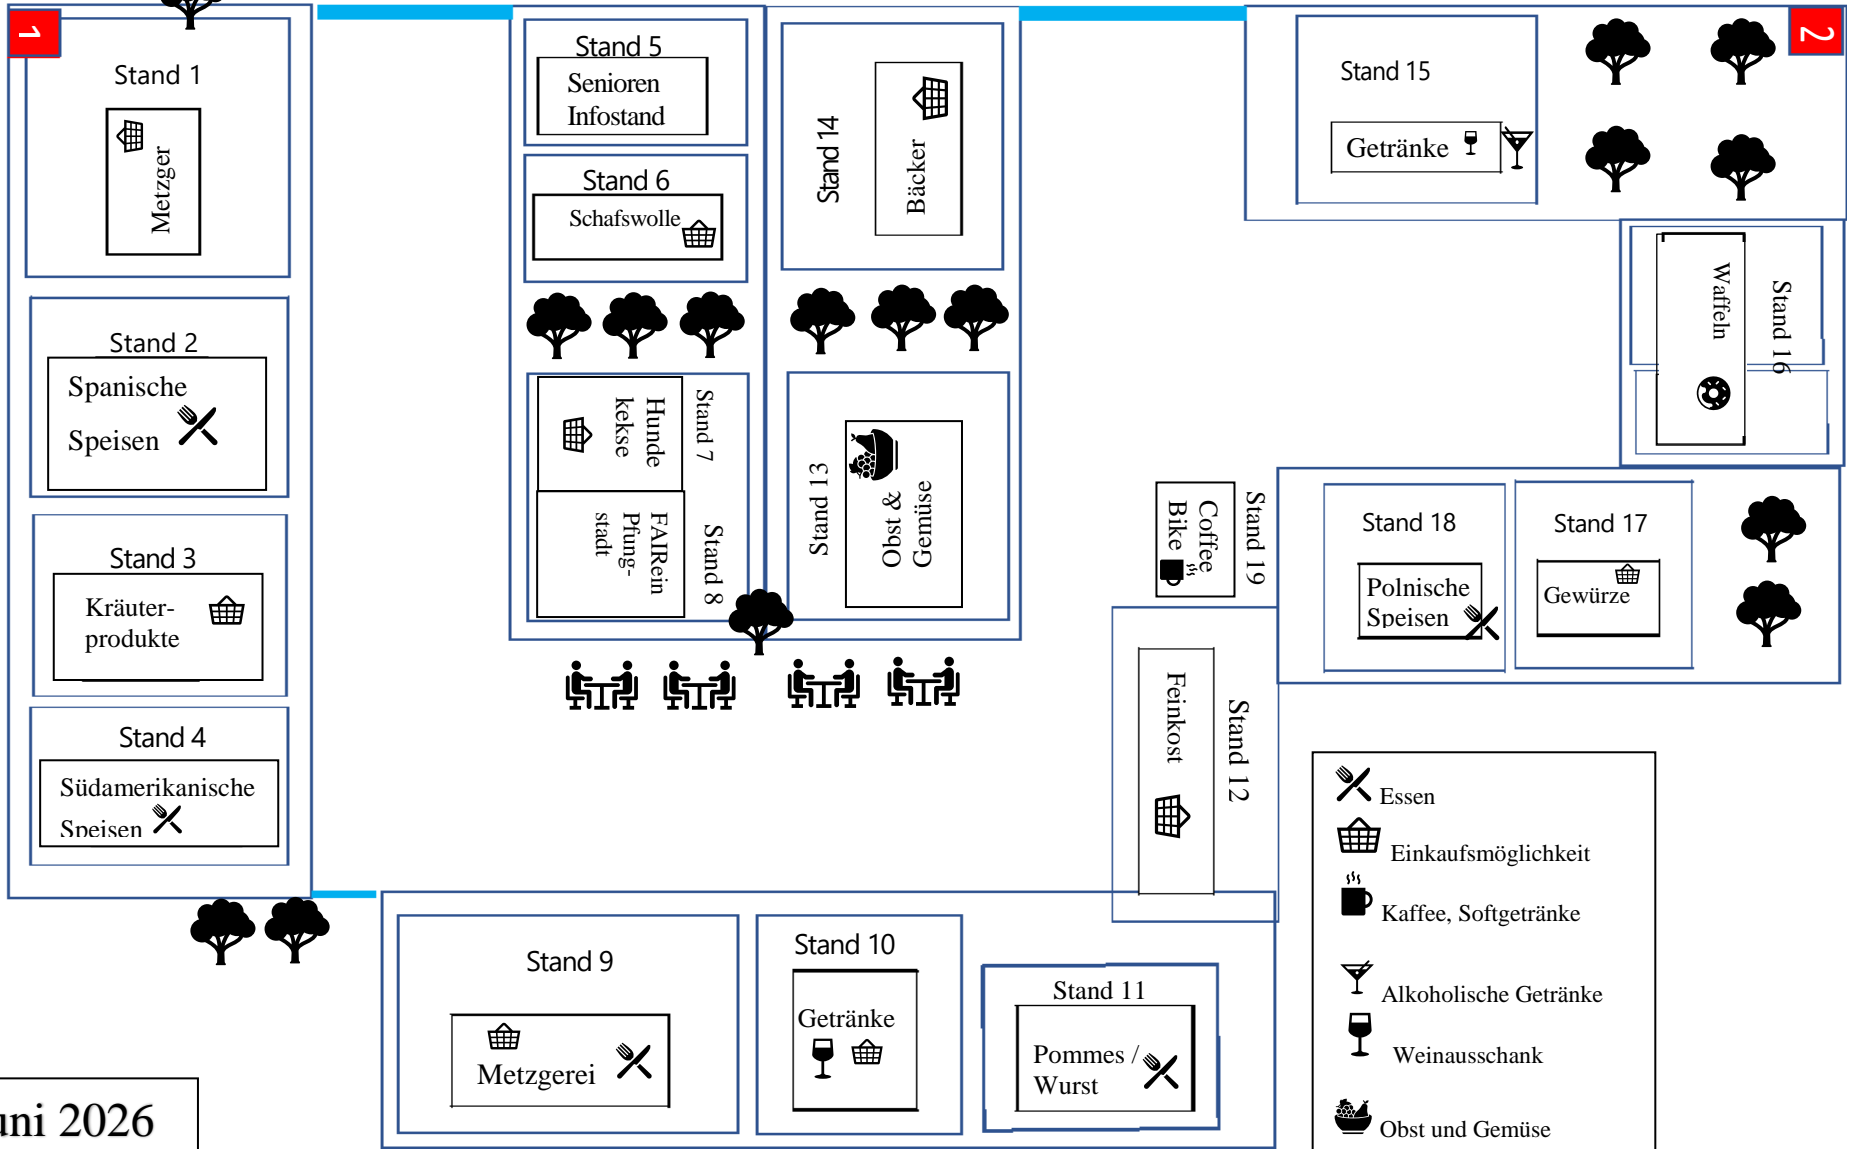 1
Stand 1
Metzger
Stand 2
Spanische
Speisen
Stand 3
Kräuter-
produkte
Stand 4
Südamerikanische
Speisen
Stand 5
Senioren
Infostand
Stand 6
Schafswolle
Stand 7
Hunde
kekse
Stand 8
FAIRein
Pfung-
stadt
Stand 14
Bäcker
Stand 13
Obst &
Gemüse
2
Stand 15
Getränke
Stand 16
Waffeln
Stand 19
Coffee
Bike
Stand 18
Polnische
Speisen
Stand 17
Gewürze
Stand 12
Feinkost
Stand 9
Metzgerei
Stand 10
Getränke
Stand 11
Pommes /
Wurst
Essen
Einkaufsmöglichkeit
Kaffee, Softgetränke
Alkoholische Getränke
Weinausschank
Obst und Gemüse
uni 2026